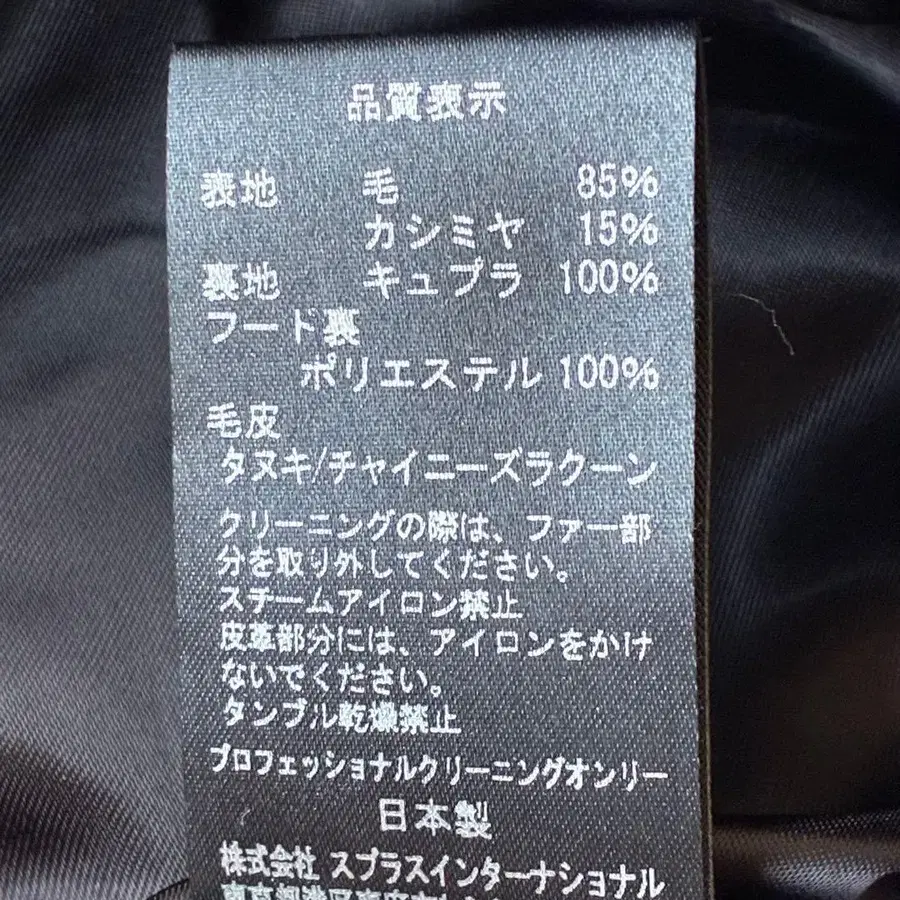 品質表示
表地 毛 85%
カシミヤ 15%
裏地 キュプラ 100%
フード裏
ポリエステル 100%
毛皮
タヌキ/チャイニーズラクーン
クリーニングの際は、ファー部
分を取り外してください。
スチームアイロン禁止
皮革部分には、アイロンをかけ
ないでください。
タンブル乾燥禁止
プロフェッショナルクリーニングオンリー
日本製
株式会社 スプラスインターナショナル
東京都港区